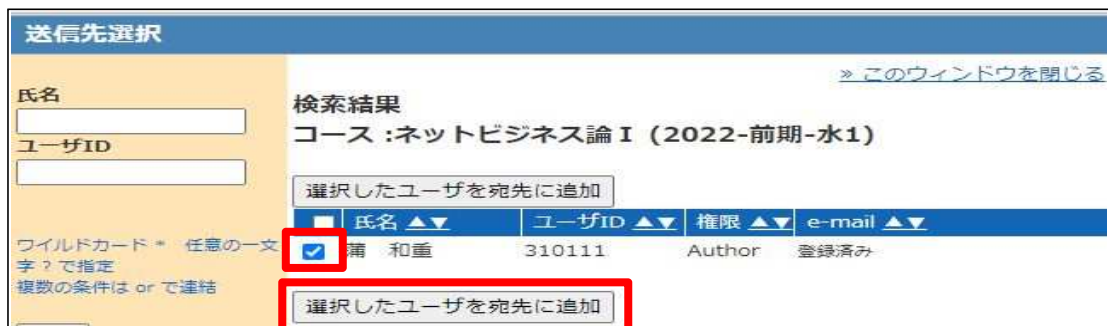 送信先選択
» このウィンドウを閉じる
氏名
ユーザID
ワイルドカード * 任意の一文
字 ? で指定
複数の条件は or で連結
検索結果
コース :ネットビジネス論Ⅰ (2022-前期-水1)
選択したユーザを宛先に追加
氏名 ▲▼ ユーザID ▲▼ 権限 ▲▼ e-mail ▲▼
蒲 和重 310111 Author 登録済み
選択したユーザを宛先に追加